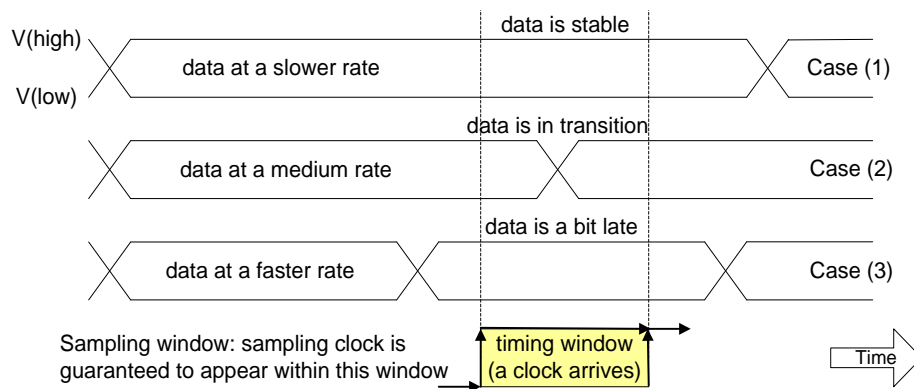 data is stable
V(high)
data at a slower rate
Case (1)
V(low)
data is in transition
data at a medium rate
Case (2)
data is a bit late
data at a faster rate
Case (3)
Sampling window: sampling clock is
guaranteed to appear within this window
timing window
(a clock arrives)
Time